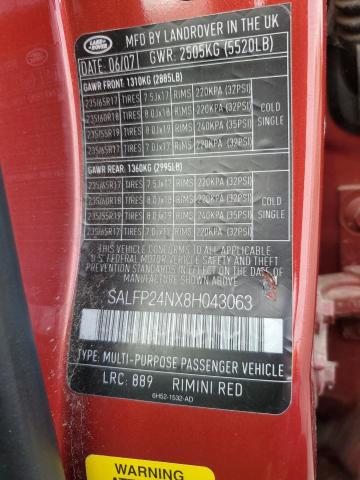 LAND ROVER
MFD BY LANDROVER IN THE UK
DATE: 06/07 GWR: 2505KG (5520LB)
GAWR FRONT: 1310KG (2885LB)
235/65R17 TIRES 7.5Jx17 RIMS 220KPA (32PSI)
235/60R18 TIRES 8.0Jx18 RIMS 220KPA (32PSI)
235/55R19 TIRES 8.0Jx19 RIMS 240KPA (35PSI)
235/65R17 TIRES 7.0Jx17 RIMS 220KPA (32PSI)
COLD
SINGLE
GAWR REAR: 1360KG (2995LB)
235/65R17 TIRES 7.5Jx17 RIMS 220KPA (32PSI)
235/60R18 TIRES 8.0Jx18 RIMS 220KPA (32PSI)
235/55R19 TIRES 8.0Jx19 RIMS 240KPA (35PSI)
235/65R17 TIRES 7.0Jx17 RIMS 220KPA (32PSI)
COLD
SINGLE
THIS VEHICLE CONFORMS TO ALL APPLICABLE
U.S. FEDERAL MOTOR VEHICLE SAFETY STANDARDS
IN EFFECT ON THE DATE OF MANUFACTURE
SHOWN ABOVE.
SALFP24NX8H043063
TYPE: MULTI-PURPOSE PASSENGER VEHICLE
LRC: 889 RIMINI RED
6H52-1532-AD
WARNING